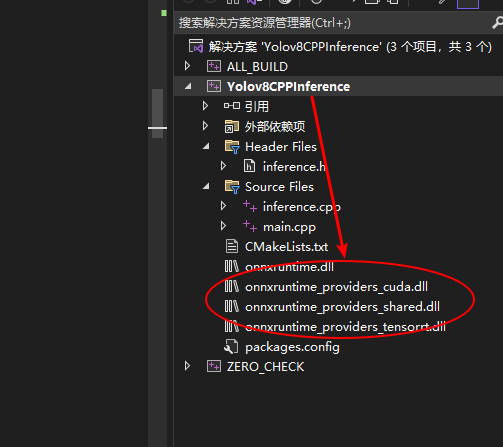 搜索解决方案资源管理器(Ctrl+;)
解决方案 'Yolov8CPPInference' (3 个项目，共 3 个)
ALL_BUILD
Yolov8CPPInference
引用
外部依赖项
Header Files
inference.h
Source Files
inference.cpp
main.cpp
CMakeLists.txt
onnxruntime.dll
onnxruntime_providers_cuda.dll
onnxruntime_providers_shared.dll
onnxruntime_providers_tensorrt.dll
packages.config
ZERO_CHECK